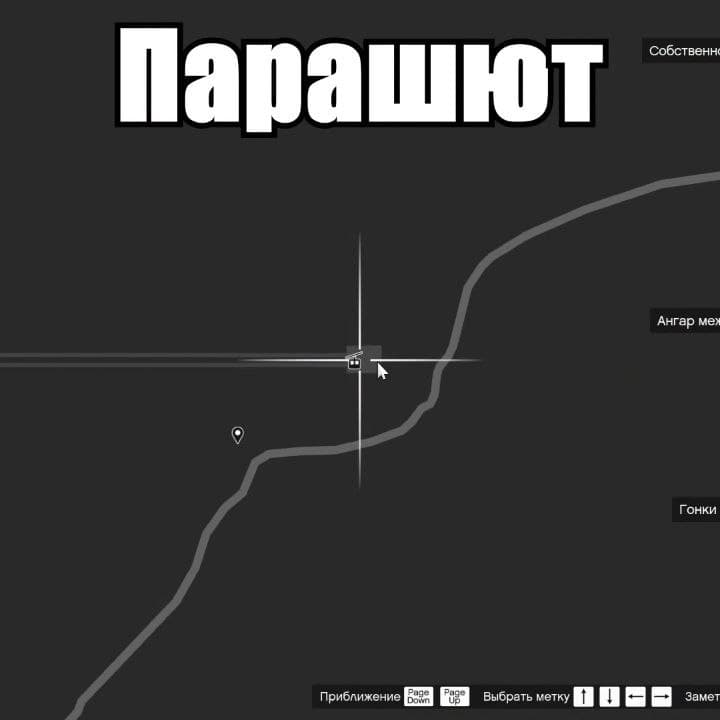 Парашют
Собственно
Ангар меж
Гонки
Приближение Page Down Page Up Выбрать метку ↑ ↓ ← → Замет